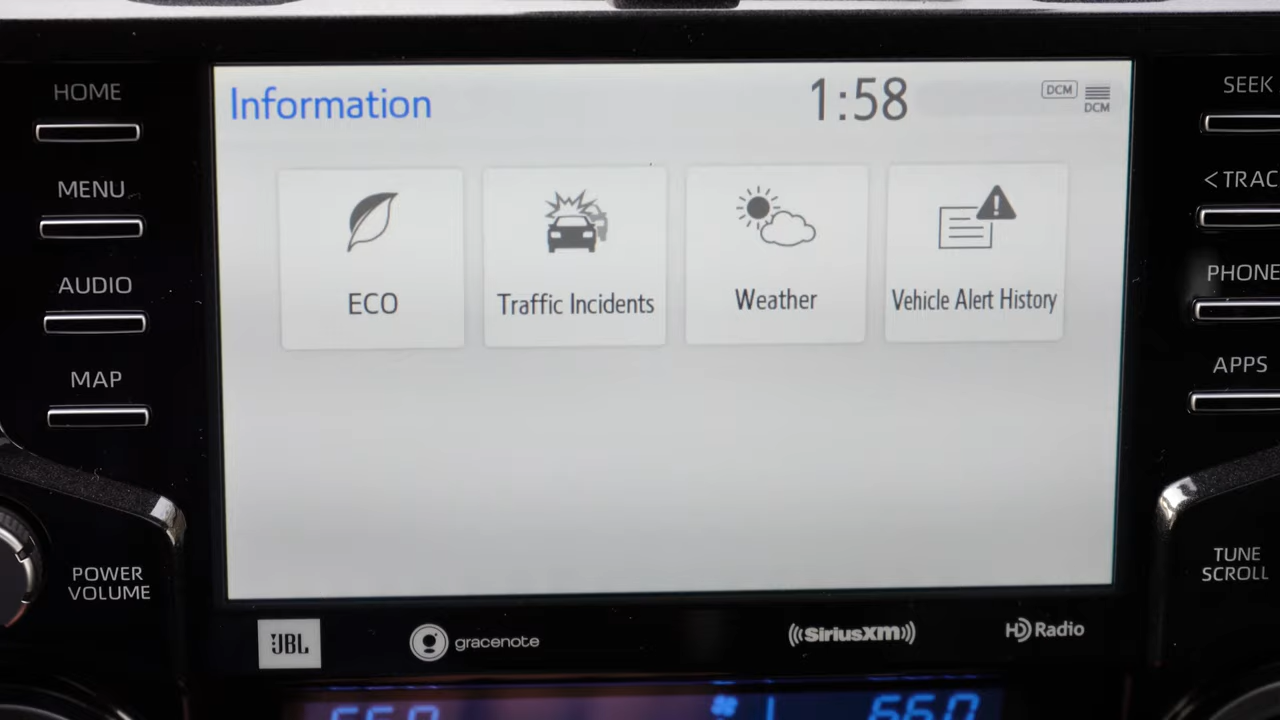 HOME
MENU
AUDIO
MAP
POWER
VOLUME
Information
1:58
DCM
DCM
ECO
Traffic Incidents
Weather
Vehicle Alert History
SEEK
<TRAC
PHONE
APPS
TUNE
SCROLL
JBL
gracenote
SiriusXM
HD Radio
660